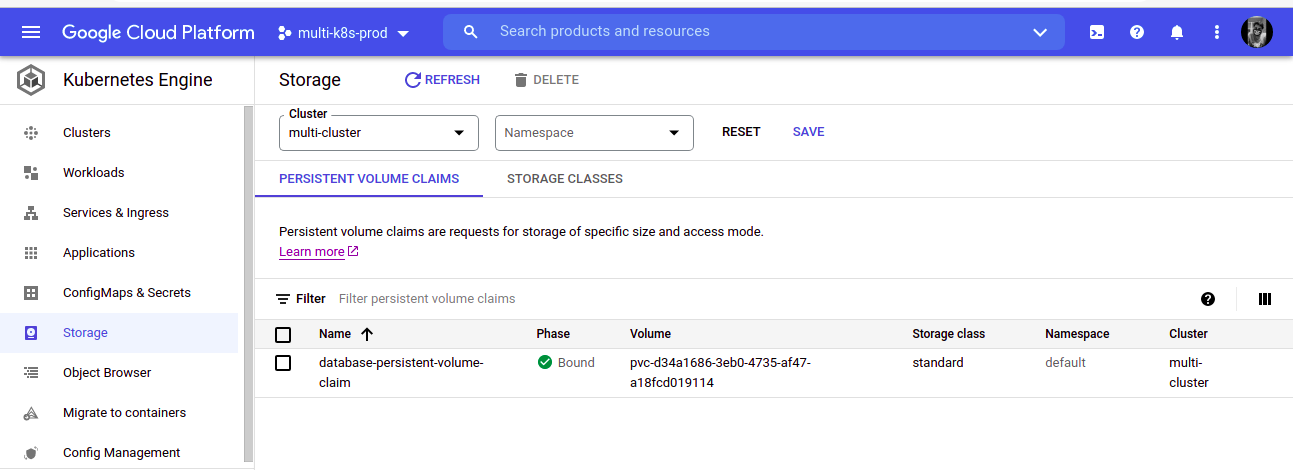 Google Cloud Platform
multi-k8s-prod
Search products and resources
Kubernetes Engine
Storage
REFRESH
DELETE
Clusters
Workloads
Services & Ingress
Applications
ConfigMaps & Secrets
Storage
Object Browser
Migrate to containers
Config Management
Cluster
multi-cluster
Namespace
RESET
SAVE
PERSISTENT VOLUME CLAIMS
STORAGE CLASSES
Persistent volume claims are requests for storage of specific size and access mode.
Learn more
Filter
Filter persistent volume claims
Name
Phase
Volume
Storage class
Namespace
Cluster
database-persistent-volume-
claim
Bound
pvc-d34a1686-3eb0-4735-af47-
a18fcd019114
standard
default
multi-
cluster